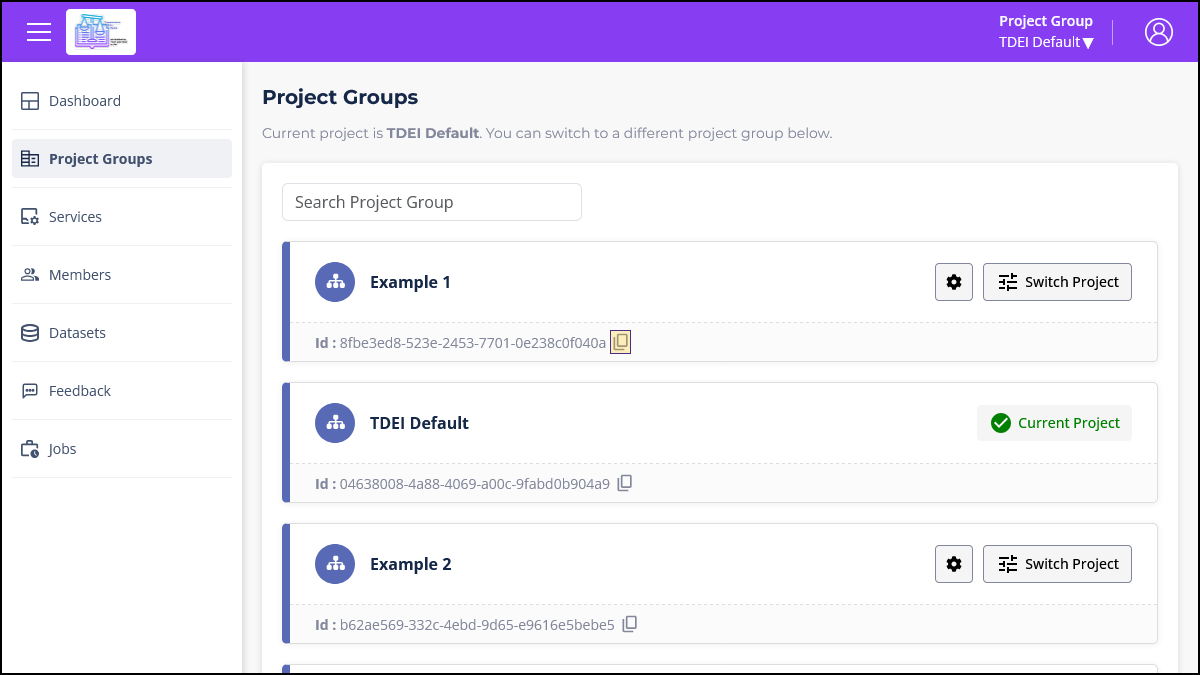 Project Group
TDEI Default▼
Dashboard
Project Groups
Services
Members
Datasets
Feedback
Jobs
Project Groups
Current project is TDEI Default. You can switch to a different project group below.
Search Project Group
Example 1
Switch Project
Id : 8fbe3ed8-523e-2453-7701-0e238c0f040a
TDEI Default
Current Project
Id : 04638008-4a88-4069-a00c-9fabd0b904a9
Example 2
Switch Project
Id : b62ae569-332c-4ebd-9d65-e9616e5bebe5